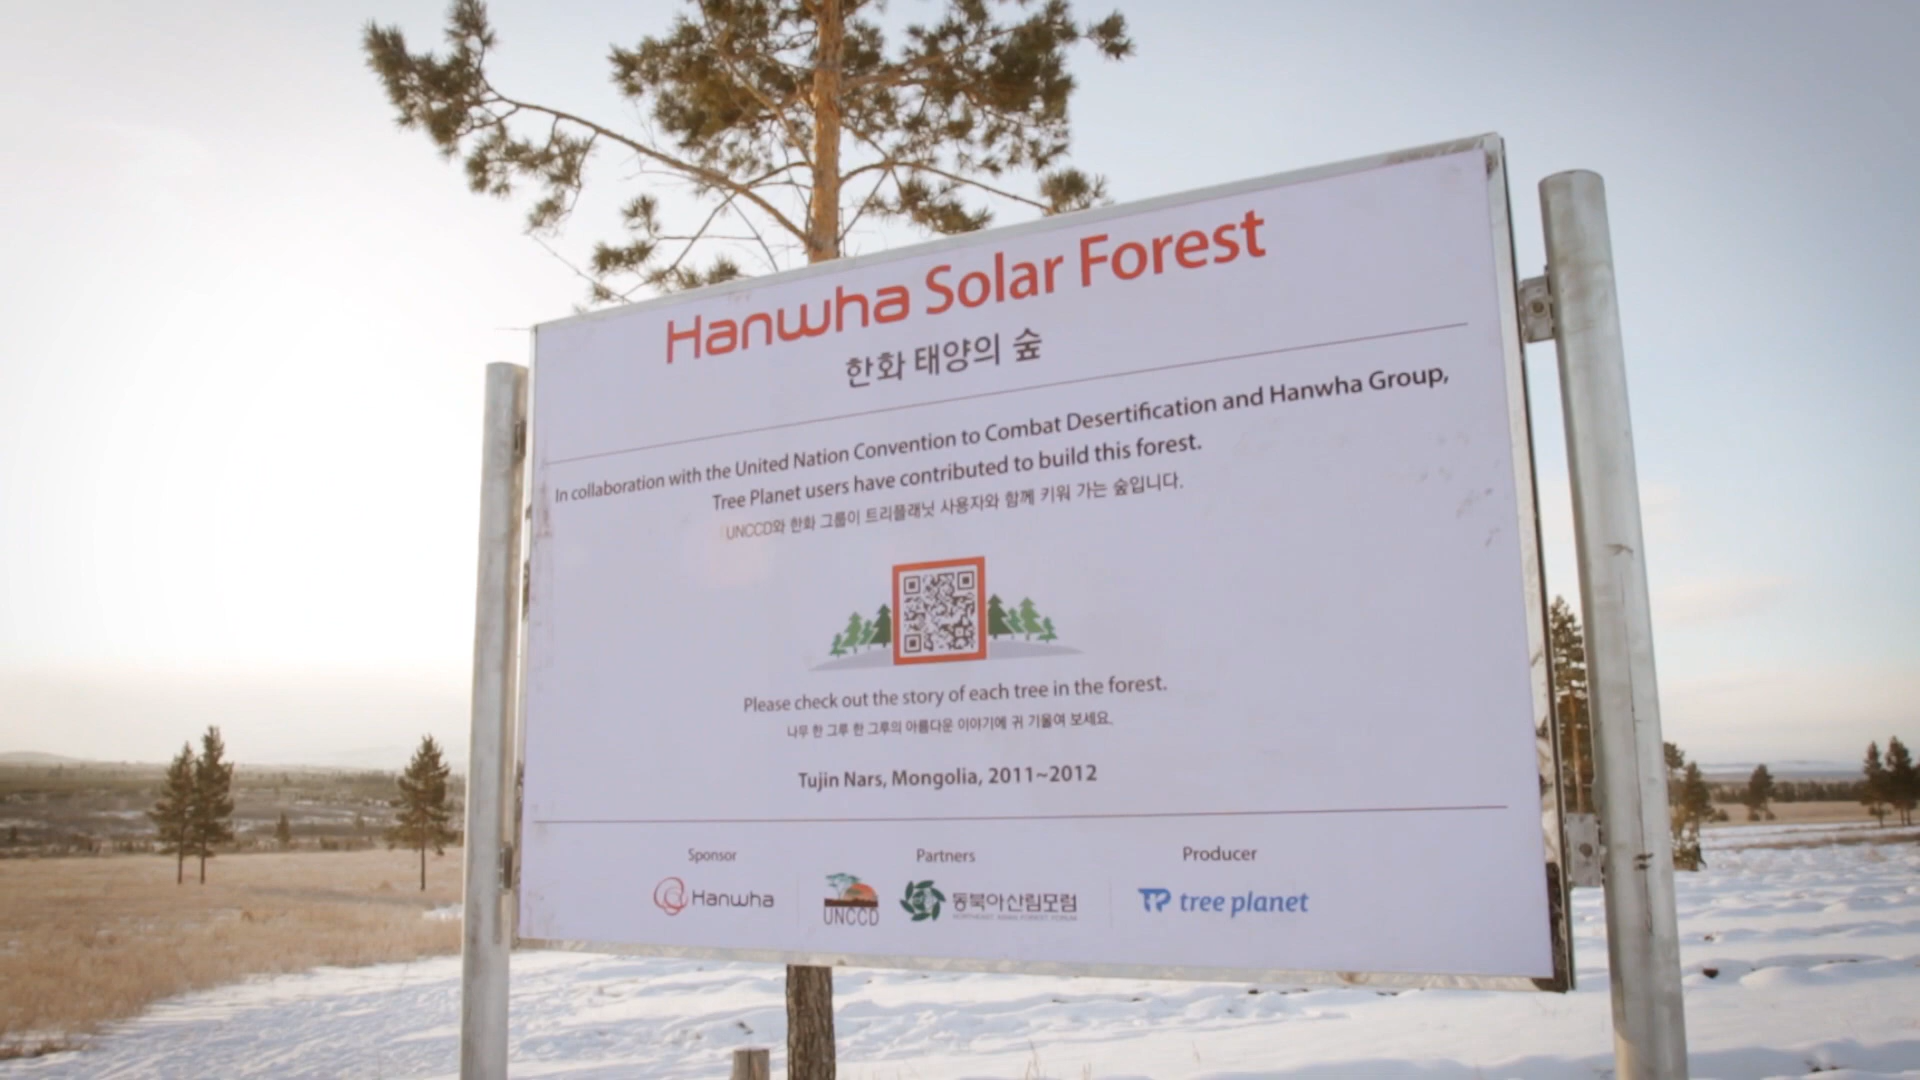 Hanwha Solar Forest
한화 태양의 숲
In collaboration with the United Nation Convention to Combat Desertification and Hanwha Group,
Tree Planet users have contributed to build this forest.
UNCCD와 한화 그룹이 트리플래닛 사용자와 함께 키워 가는 숲입니다.
Please check out the story of each tree in the forest.
나무 한 그루 한 그루의 아름다운 이야기에 귀 기울여 보세요.
Tujin Nars, Mongolia, 2011~2012
Sponsor Partners Producer
Hanwha UNCCD 동북아산림포럼 TP tree planet
NORTHEAST ASIAN FOREST FORUM